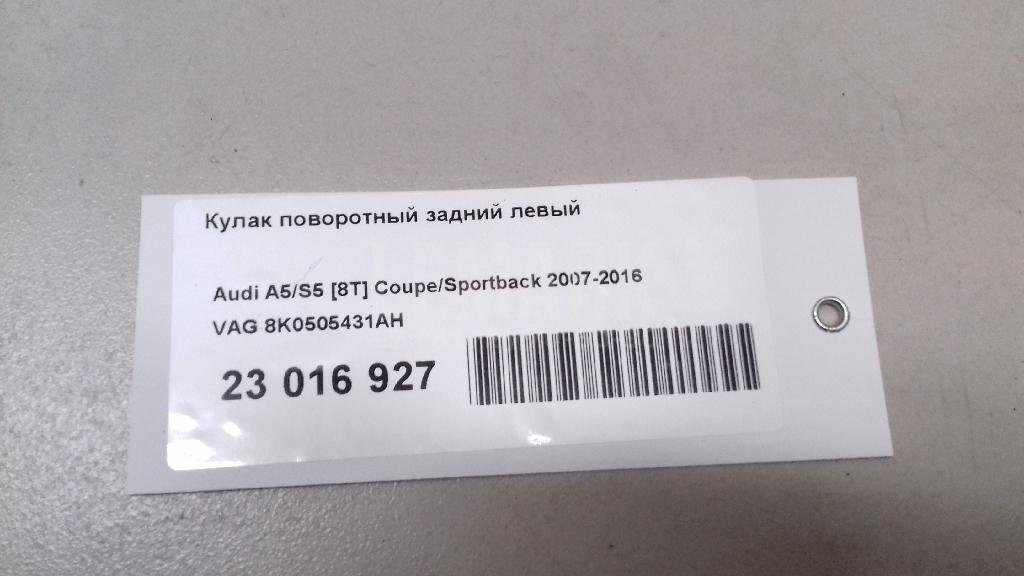 Кулак поворотный задний левый
Audi A5/S5 [8T] Coupe/Sportback 2007-2016
VAG 8K0505431AH
23 016 927